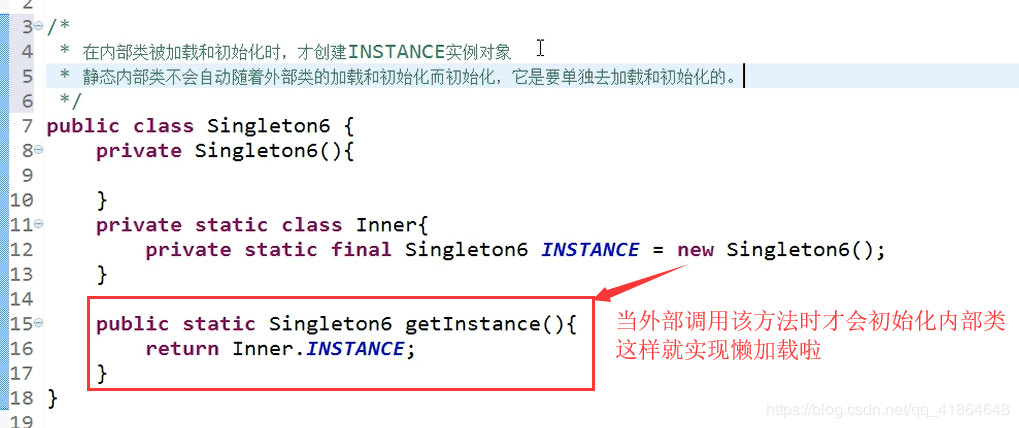 2
3 /*
4  * 在内部类被加载和初始化时，才创建INSTANCE实例对象
5  * 静态内部类不会自动随着外部类的加载和初始化而初始化，它是要单独去加载和初始化的。
6  */
7 public class Singleton6 {
8     private Singleton6(){
9
10     }
11     private static class Inner{
12         private static final Singleton6 INSTANCE = new Singleton6();
13     }
14
15     public static Singleton6 getInstance(){
当外部调用该方法时才会初始化内部类
16         return Inner.INSTANCE;
这样就实现懒加载啦
17     }
18 }
https://blog.csdn.net/qq_41864648
19